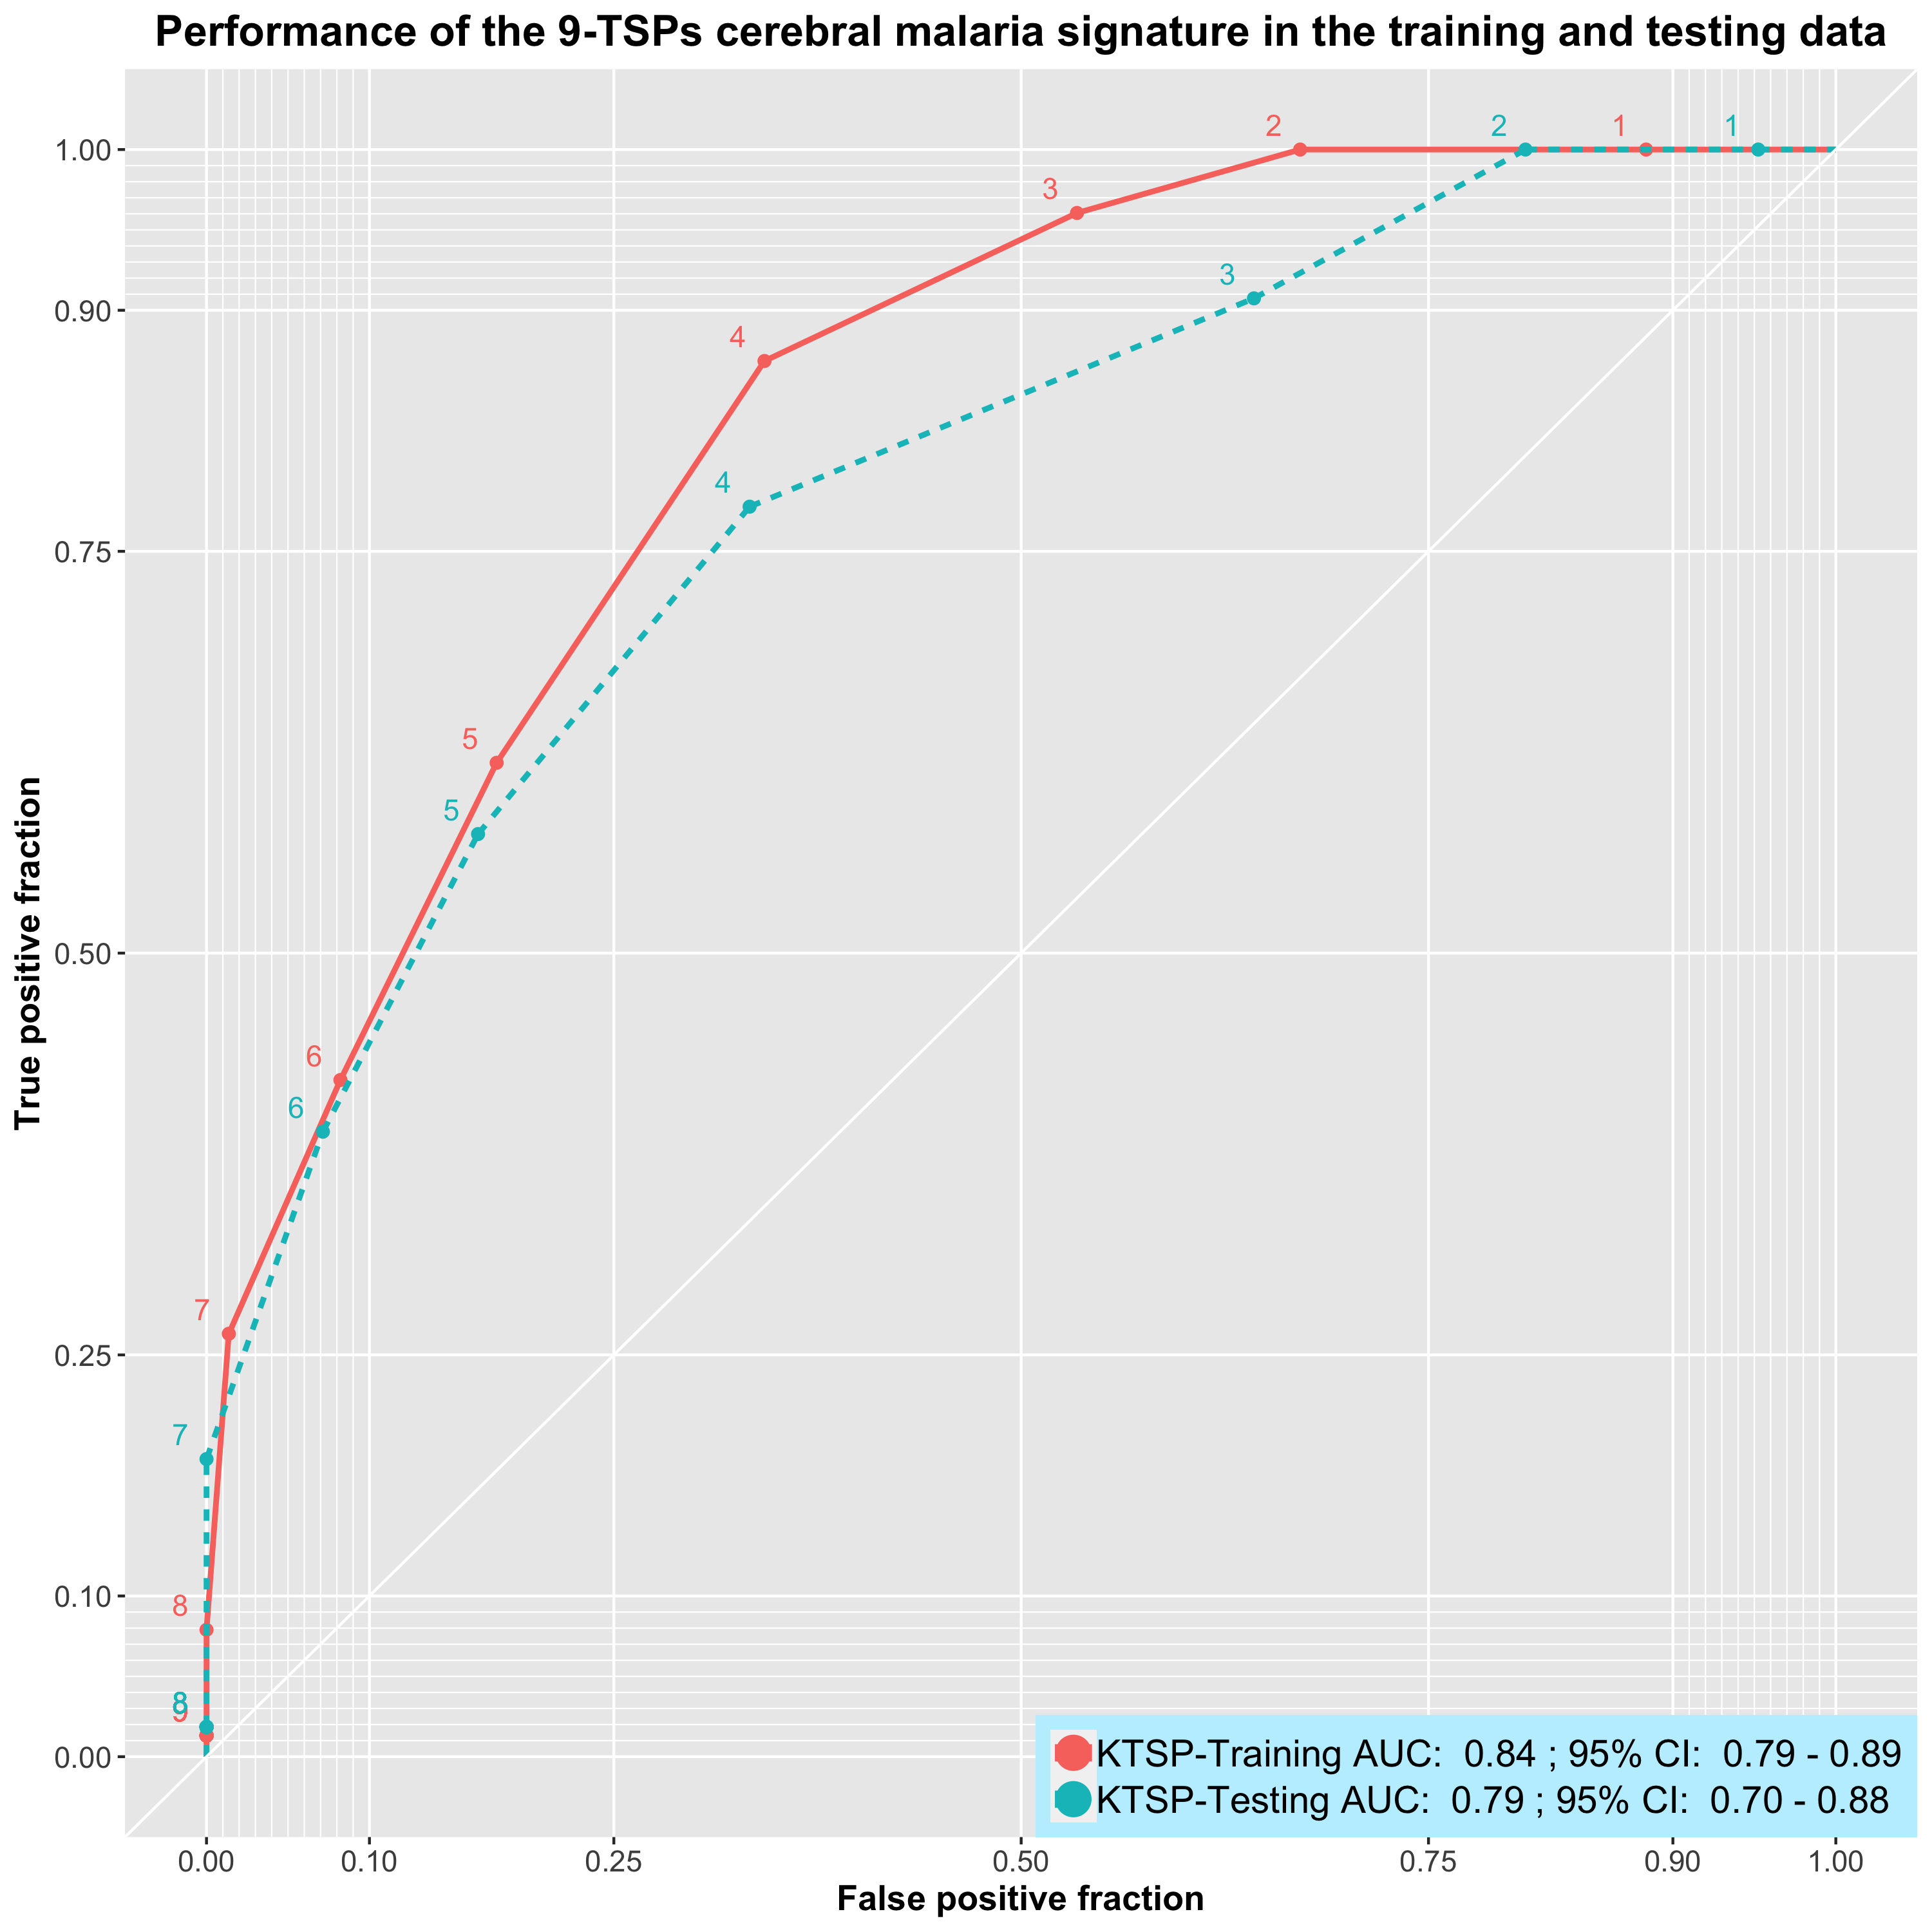 Performance of the 9-TSPs cerebral malaria signature in the training and testing data
2 2 1 1
1.00
3
3
0.90
4
4
0.75
5
5
True positive fraction
0.50
6
6
7
0.25
7
0.10
8
8
9
0.00
KTSP-Training AUC: 0.84 ; 95% CI: 0.79 - 0.89
KTSP-Testing AUC: 0.79 ; 95% CI: 0.70 - 0.88
0.00 0.10 0.25 0.50 0.75 0.90 1.00
False positive fraction